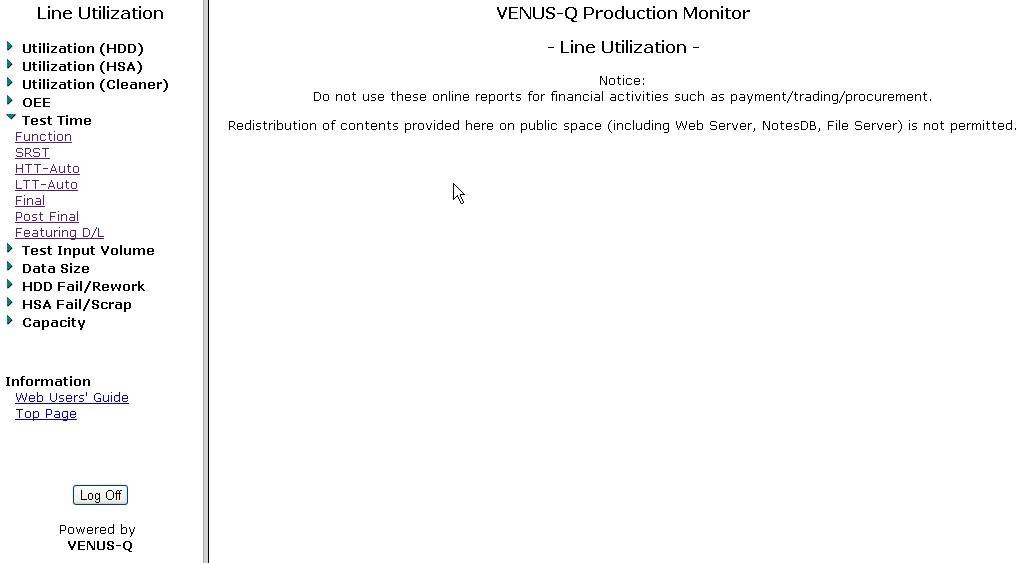 Line Utilization
Utilization (HDD)
Utilization (HSA)
Utilization (Cleaner)
OEE
Test Time
Function
SRST
HTT-Auto
LTT-Auto
Final
Post Final
Featuring D/L
Test Input Volume
Data Size
HDD Fail/Rework
HSA Fail/Scrap
Capacity
Information
Web Users' Guide
Top Page
Log Off
Powered by
VENUS-Q
VENUS-Q Production Monitor
- Line Utilization -
Notice:
Do not use these online reports for financial activities such as payment/trading/procurement.
Redistribution of contents provided here on public space (including Web Server, NotesDB, File Server) is not permitted.